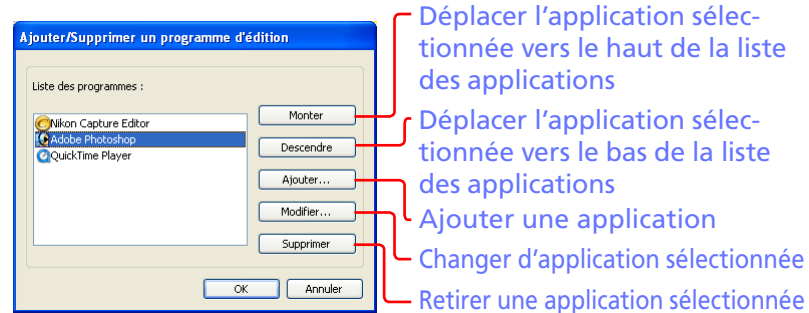 Ajouter/Supprimer un programme d'édition
Liste des programmes :
Nikon Capture Editor
Adobe Photoshop
QuickTime Player
Monter
Descendre
Ajouter...
Modifier...
Supprimer
OK
Annuler
Déplacer l’application sélec-
tionnée vers le haut de la liste
des applications
Déplacer l’application sélec-
tionnée vers le bas de la liste
des applications
Ajouter une application
Changer d’application sélectionnée
Retirer une application sélectionnée